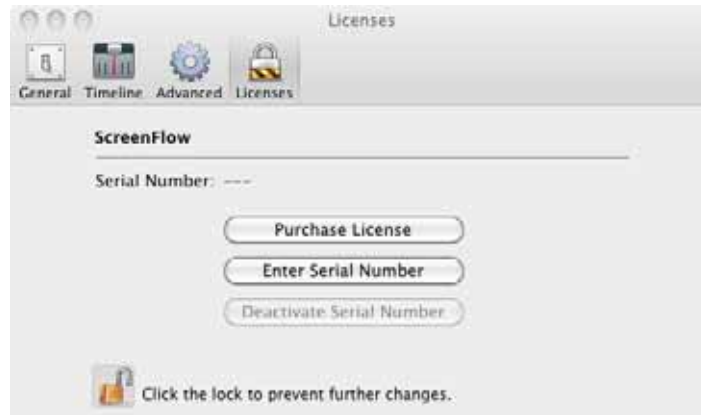 Licenses
General Timeline Advanced Licenses
ScreenFlow
Serial Number: ---
Purchase License
Enter Serial Number
Deactivate Serial Number
Click the lock to prevent further changes.